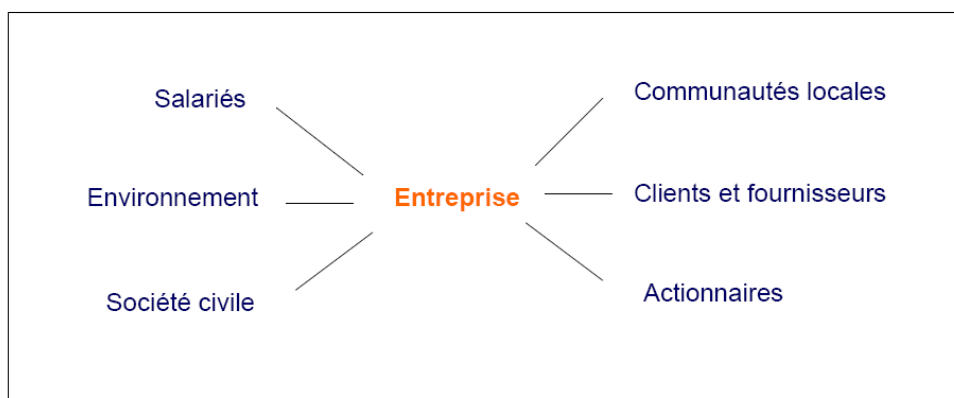 Salariés
Communautés locales
Environnement
Entreprise
Clients et fournisseurs
Société civile
Actionnaires